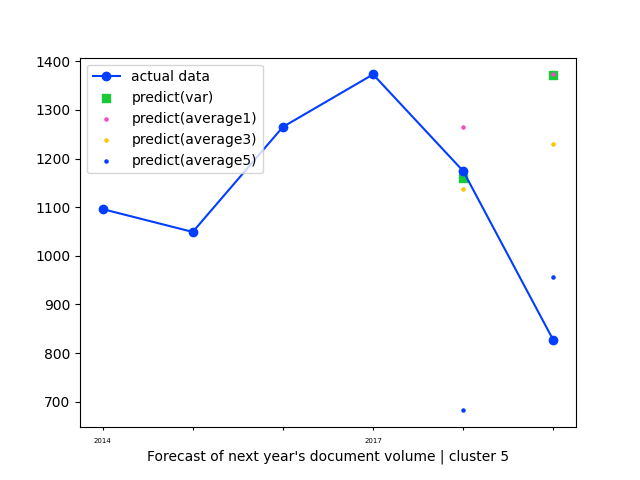 1400
1300
1200
1100
1000
900
800
700
actual data
predict(var)
predict(average1)
predict(average3)
predict(average5)
2014
2017
Forecast of next year's document volume | cluster 5